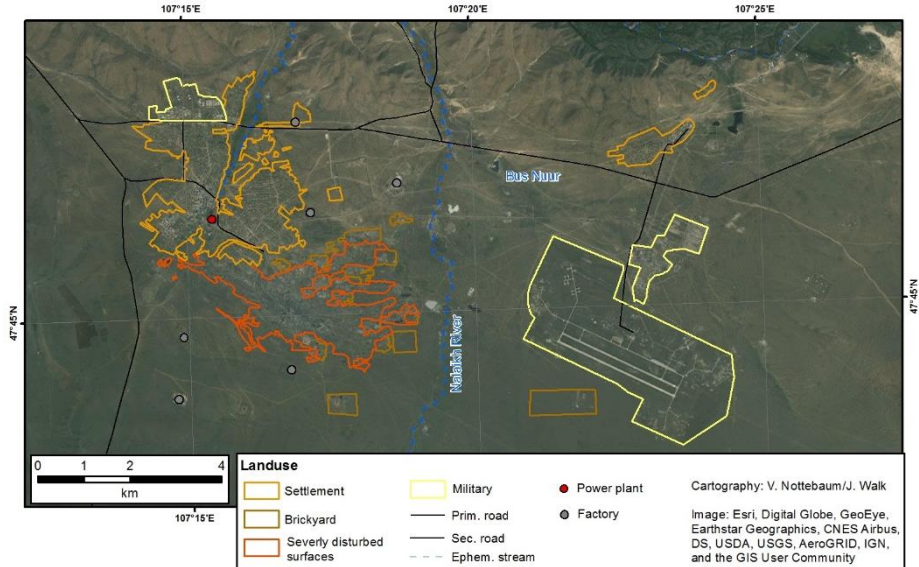 107°15'E
107°20'E
107°25'E
Bus Nuur
47°45'N
47°45'N
Nalaikh River
0 1 2 4
km
107°15'E
Landuse
Settlement
Brickyard
Severly disturbed
surfaces
Military
Prim. road
Sec. road
Ephem. stream
Power plant
Factory
Cartography: V. Nottebaum/J. Walk
Image: Esri, Digital Globe, GeoEye,
Earthstar Geographics, CNES Airbus,
DS, USDA, USGS, AeroGRID, IGN,
and the GIS User Community